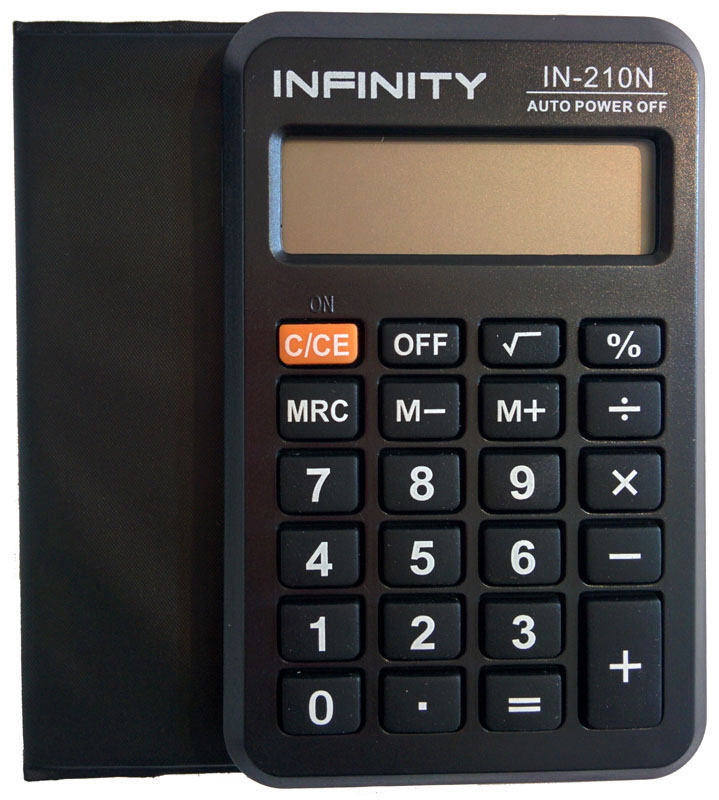 INFINITY IN-210N
AUTO POWER OFF
ON
C/CE OFF √ %
MRC M− M+ ÷
7 8 9 ×
4 5 6 −
1 2 3 +
0 . =